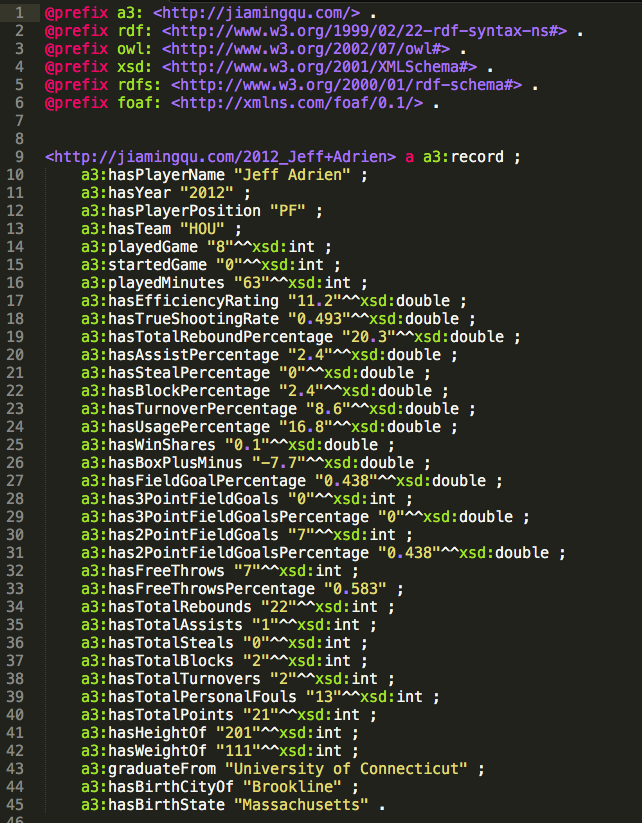 1 @prefix a3: <http://jiamingqu.com/> .
2 @prefix rdf: <http://www.w3.org/1999/02/22-rdf-syntax-ns#> .
3 @prefix owl: <http://www.w3.org/2002/07/owl#> .
4 @prefix xsd: <http://www.w3.org/2001/XMLSchema#> .
5 @prefix rdfs: <http://www.w3.org/2000/01/rdf-schema#> .
6 @prefix foaf: <http://xmlns.com/foaf/0.1/> .
7
8
9 <http://jiamingqu.com/2012_Jeff+Adrien> a a3:record ;
10 a3:hasPlayerName "Jeff Adrien" ;
11 a3:hasYear "2012" ;
12 a3:hasPlayerPosition "PF" ;
13 a3:hasTeam "HOU" ;
14 a3:playedGame "8"^^xsd:int ;
15 a3:startedGame "0"^^xsd:int ;
16 a3:playedMinutes "63"^^xsd:int ;
17 a3:hasEfficiencyRating "11.2"^^xsd:double ;
18 a3:hasTrueShootingRate "0.493"^^xsd:double ;
19 a3:hasTotalReboundPercentage "20.3"^^xsd:double ;
20 a3:hasAssistPercentage "2.4"^^xsd:double ;
21 a3:hasStealPercentage "0"^^xsd:double ;
22 a3:hasBlockPercentage "2.4"^^xsd:double ;
23 a3:hasTurnoverPercentage "8.6"^^xsd:double ;
24 a3:hasUsagePercentage "16.8"^^xsd:double ;
25 a3:hasWinShares "0.1"^^xsd:double ;
26 a3:hasBoxPlusMinus "-7.7"^^xsd:double ;
27 a3:hasFieldGoalPercentage "0.438"^^xsd:double ;
28 a3:has3PointFieldGoals "0"^^xsd:int ;
29 a3:has3PointFieldGoalsPercentage "0"^^xsd:double ;
30 a3:has2PointFieldGoals "7"^^xsd:int ;
31 a3:has2PointFieldGoalsPercentage "0.438"^^xsd:double ;
32 a3:hasFreeThrows "7"^^xsd:int ;
33 a3:hasFreeThrowsPercentage "0.583" ;
34 a3:hasTotalRebounds "22"^^xsd:int ;
35 a3:hasTotalAssists "1"^^xsd:int ;
36 a3:hasTotalSteals "0"^^xsd:int ;
37 a3:hasTotalBlocks "2"^^xsd:int ;
38 a3:hasTotalTurnovers "2"^^xsd:int ;
39 a3:hasTotalPersonalFouls "13"^^xsd:int ;
40 a3:hasTotalPoints "21"^^xsd:int ;
41 a3:hasHeightOf "201"^^xsd:int ;
42 a3:hasWeightOf "111"^^xsd:int ;
43 a3:graduateFrom "University of Connecticut" ;
44 a3:hasBirthCityOf "Brookline" ;
45 a3:hasBirthState "Massachusetts" .
46